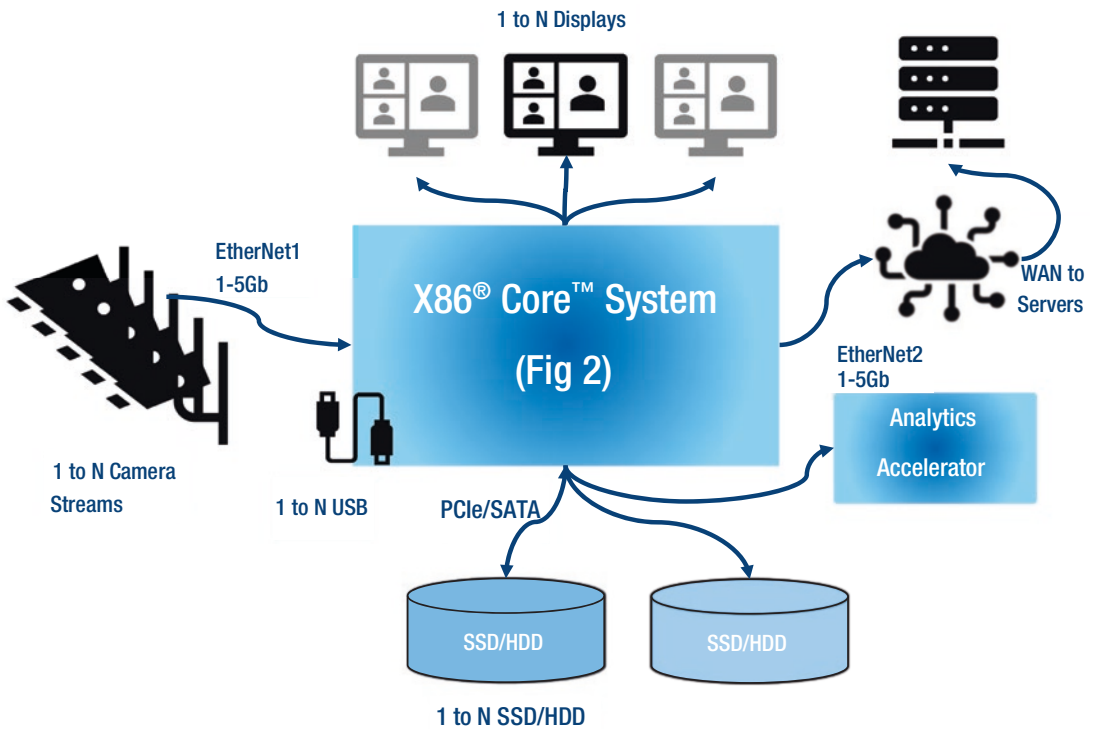 1 to N Displays
EtherNet1
1-5Gb
X86® Core™ System
(Fig 2)
WAN to
Servers
EtherNet2
1-5Gb
Analytics
Accelerator
1 to N Camera
Streams
1 to N USB
PCIe/SATA
SSD/HDD
SSD/HDD
1 to N SSD/HDD